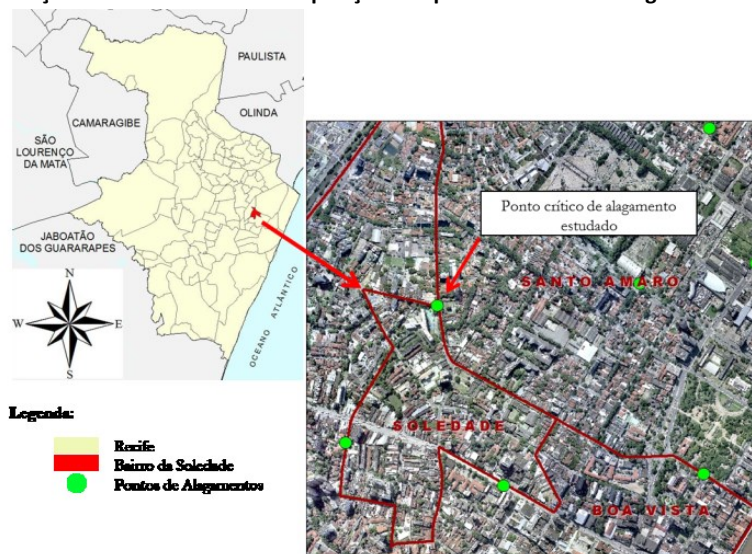 PAULISTA
OLINDA
CAMARAGIBE
SÃO
LOURENÇO
DA MATA
JABOATÃO
DOS GUARARAPES
OCEANO ATLÂNTICO
N
W
E
S
Legenda:
Recife
Bairro da Soledade
Pontos de Alagamentos
Ponto crítico de alagamento
estudado
SANTO AMARO
SOLEDADE
BOA VISTA